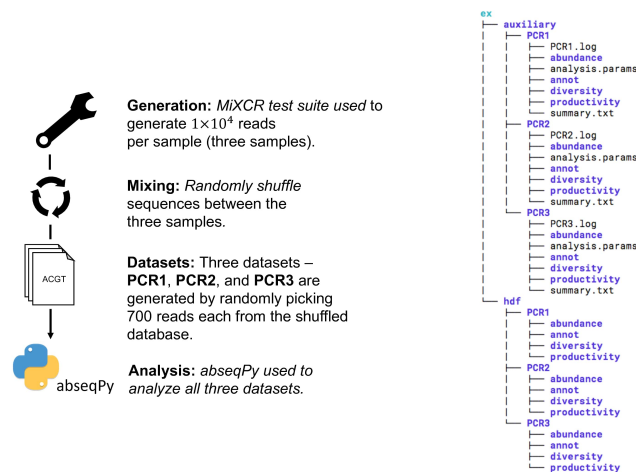 Generation: MiXCR test suite used to
generate 1×10⁴ reads
per sample (three samples).
Mixing: Randomly shuffle
sequences between the
three samples.
ACGT
Datasets: Three datasets –
PCR1, PCR2, and PCR3 are
generated by randomly picking
700 reads each from the shuffled
database.
abseqPy
Analysis: abseqPy used to
analyze all three datasets.
ex
auxiliary
PCR1
PCR1.log
abundance
analysis.params
annot
diversity
productivity
summary.txt
PCR2
PCR2.log
abundance
analysis.params
annot
diversity
productivity
summary.txt
PCR3
PCR3.log
abundance
analysis.params
annot
diversity
productivity
summary.txt
hdf
PCR1
abundance
annot
diversity
productivity
PCR2
abundance
annot
diversity
productivity
PCR3
abundance
annot
diversity
productivity